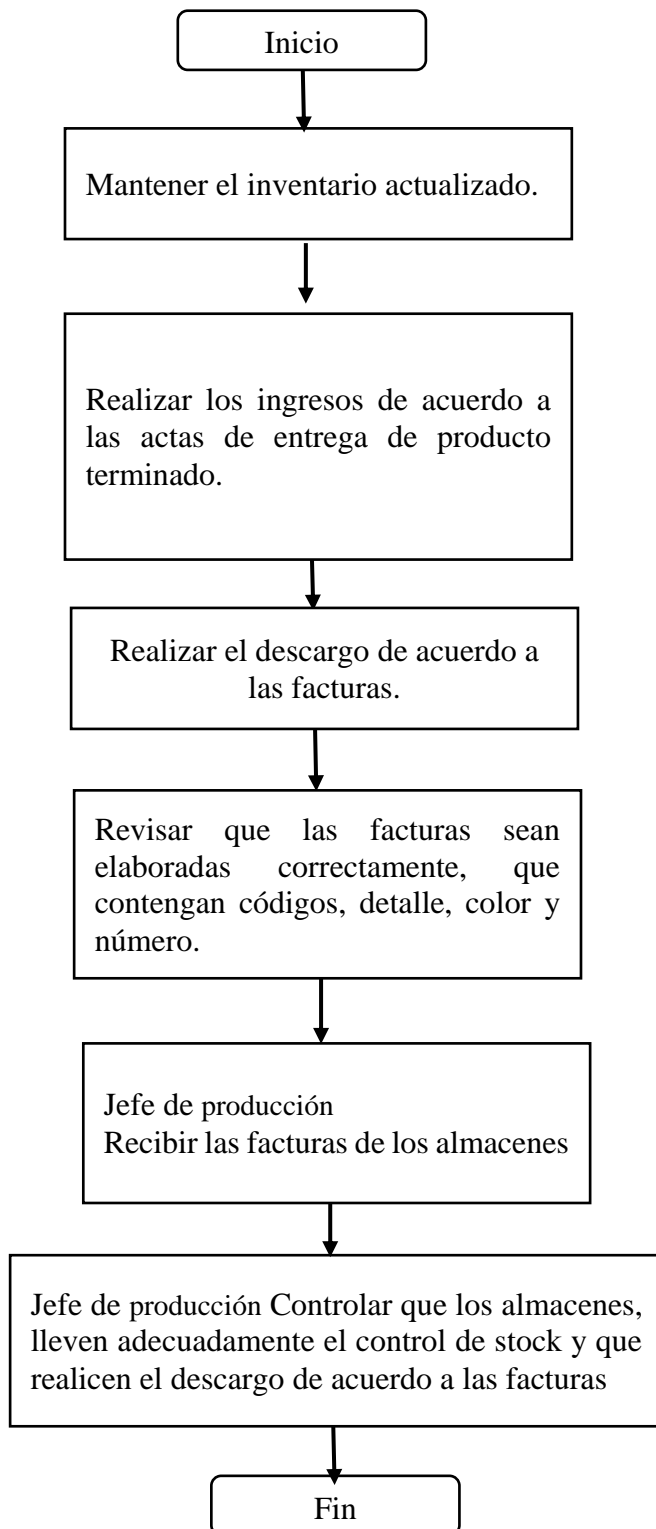 Inicio
Mantener el inventario actualizado.
Realizar los ingresos de acuerdo a
las actas de entrega de producto
terminado.
Realizar el descargo de acuerdo a
las facturas.
Revisar que las facturas sean
elaboradas correctamente, que
contengan códigos, detalle, color y
número.
Jefe de producción
Recibir las facturas de los almacenes
Jefe de producción Controlar que los almacenes,
lleven adecuadamente el control de stock y que
realicen el descargo de acuerdo a las facturas
Fin